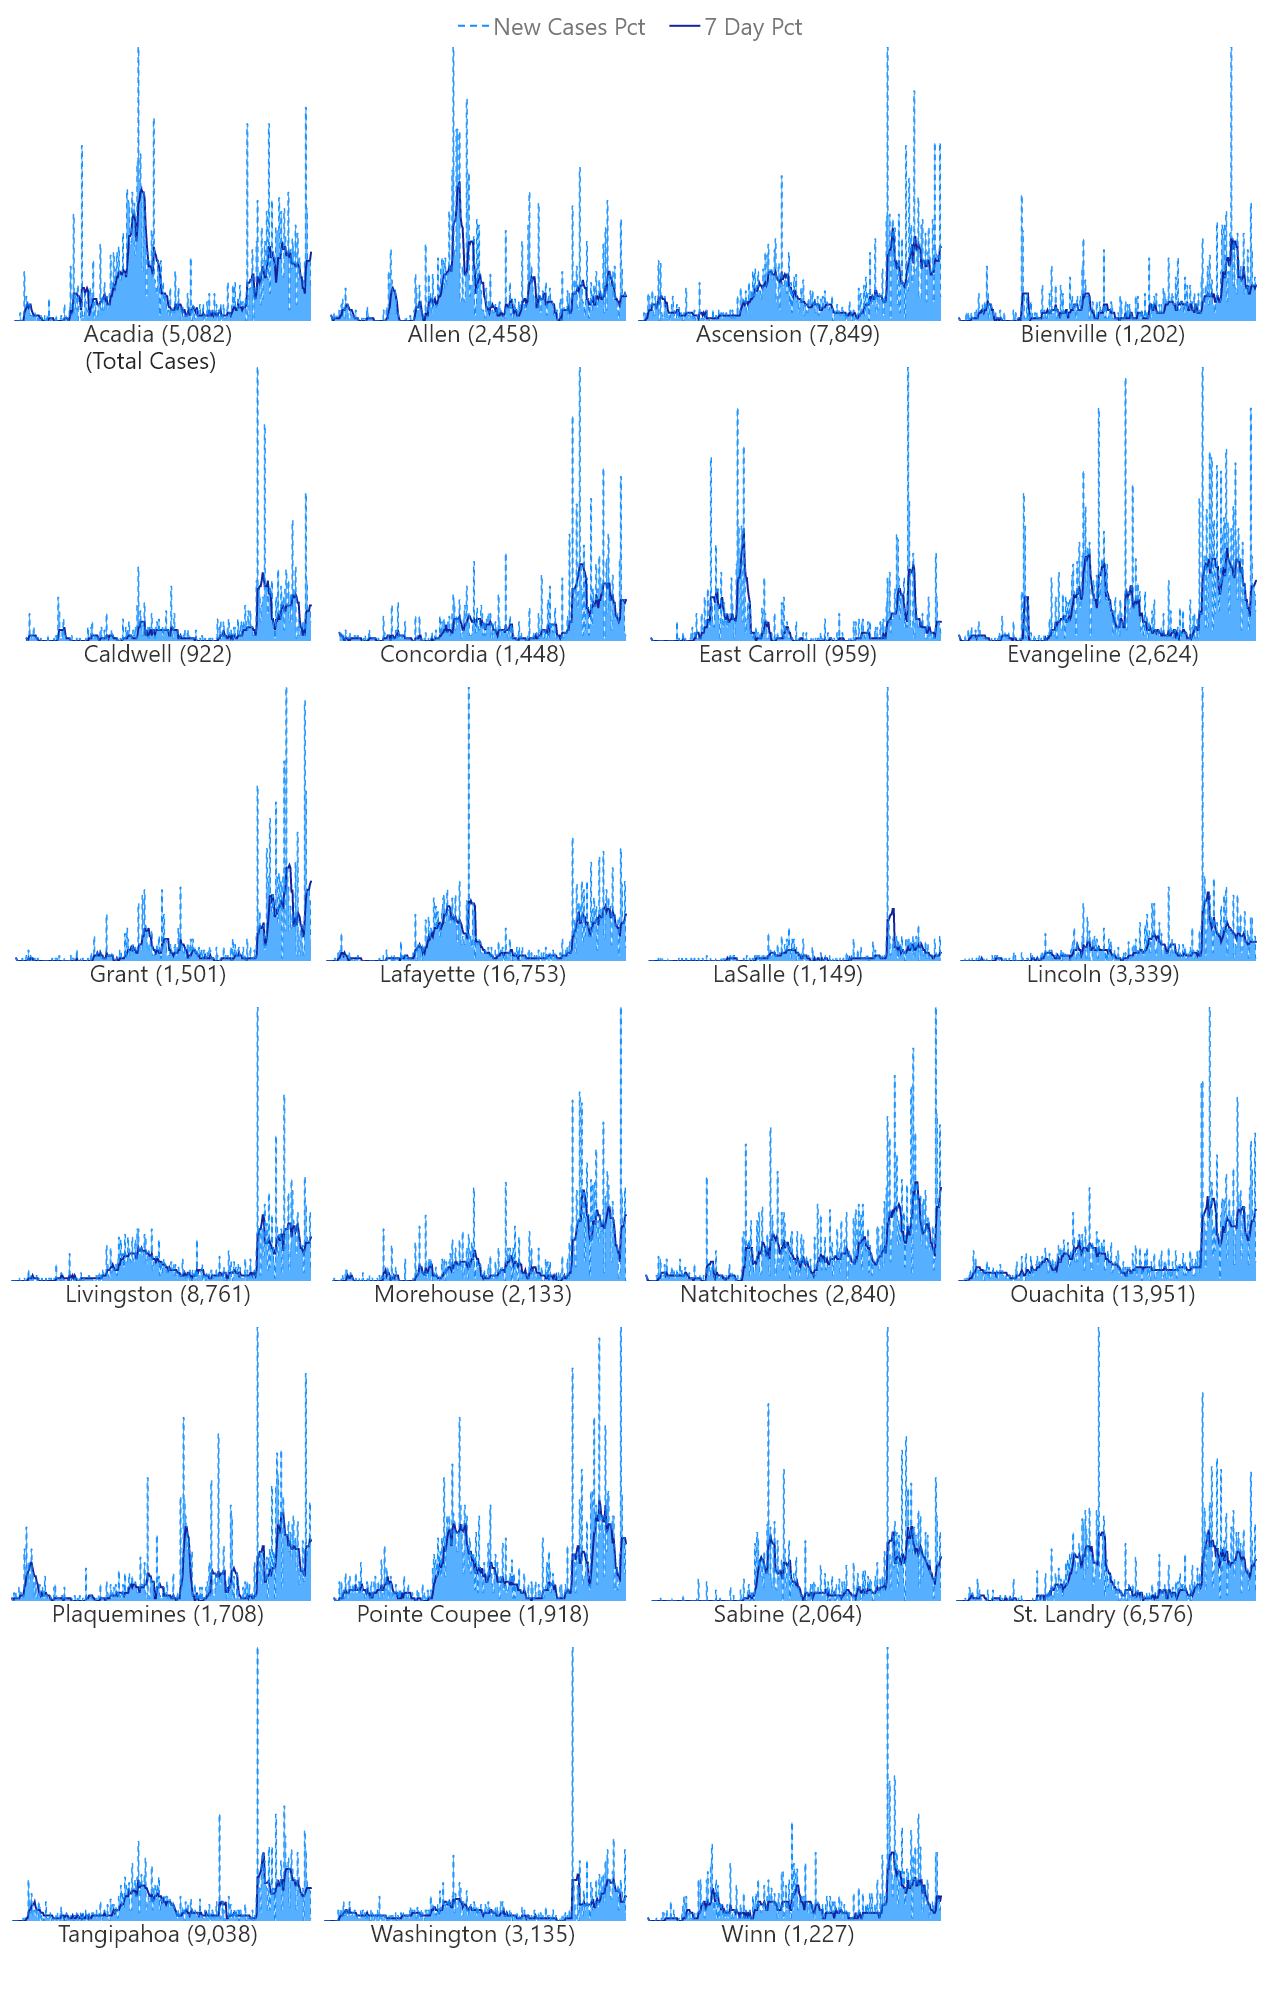 New Cases Pct 7 Day Pct
Acadia (5,082) Allen (2,458) Ascension (7,849) Bienville (1,202)
(Total Cases)
Caldwell (922) Concordia (1,448) East Carroll (959) Evangeline (2,624)
Grant (1,501) Lafayette (16,753) LaSalle (1,149) Lincoln (3,339)
Livingston (8,761) Morehouse (2,133) Natchitoches (2,840) Ouachita (13,951)
Plaquemines (1,708) Pointe Coupee (1,918) Sabine (2,064) St. Landry (6,576)
Tangipahoa (9,038) Washington (3,135) Winn (1,227)